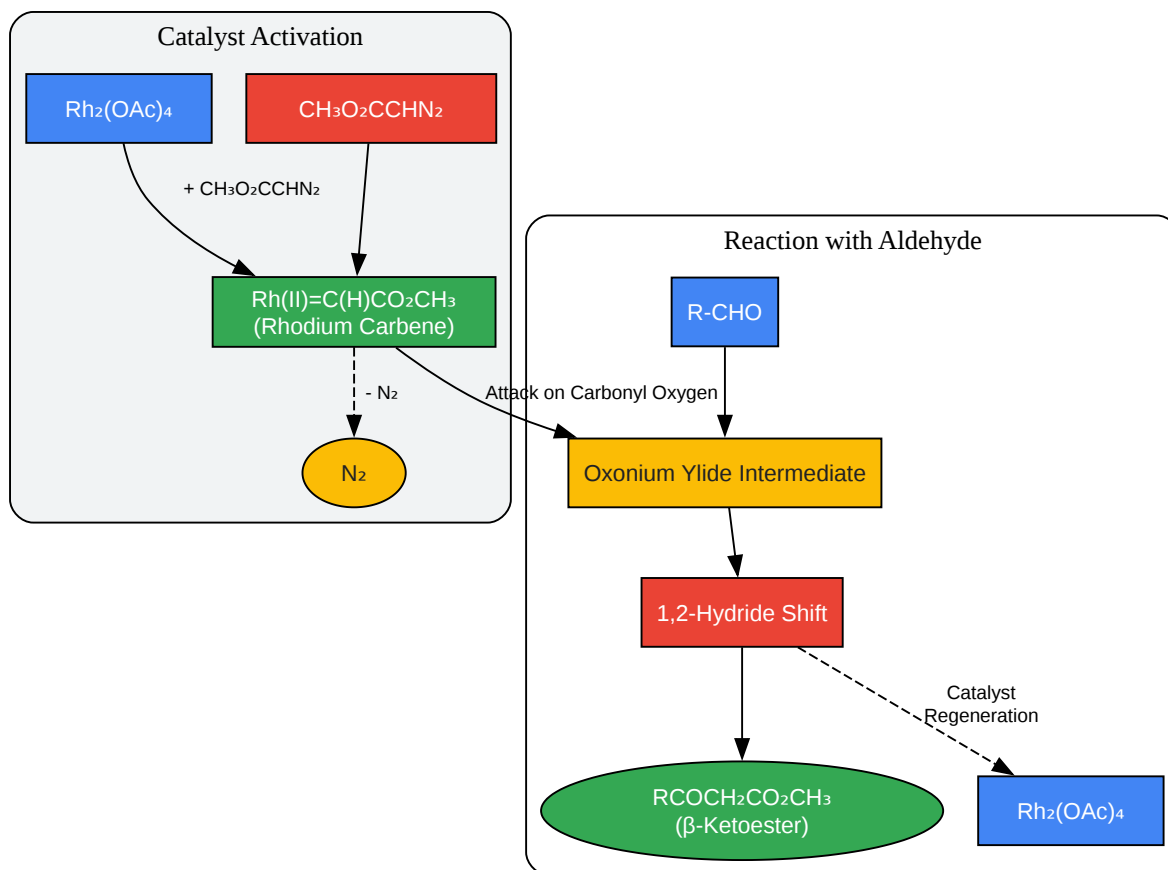 Catalyst Activation
Rh₂(OAc)₄
CH₃O₂CCHN₂
+ CH₃O₂CCHN₂
Rh(II)=C(H)CO₂CH₃
(Rhodium Carbene)
- N₂
N₂
Reaction with Aldehyde
R-CHO
Attack on Carbonyl Oxygen
Oxonium Ylide Intermediate
1,2-Hydride Shift
Catalyst
Regeneration
RCOCH₂CO₂CH₃
(β-Ketoester)
Rh₂(OAc)₄